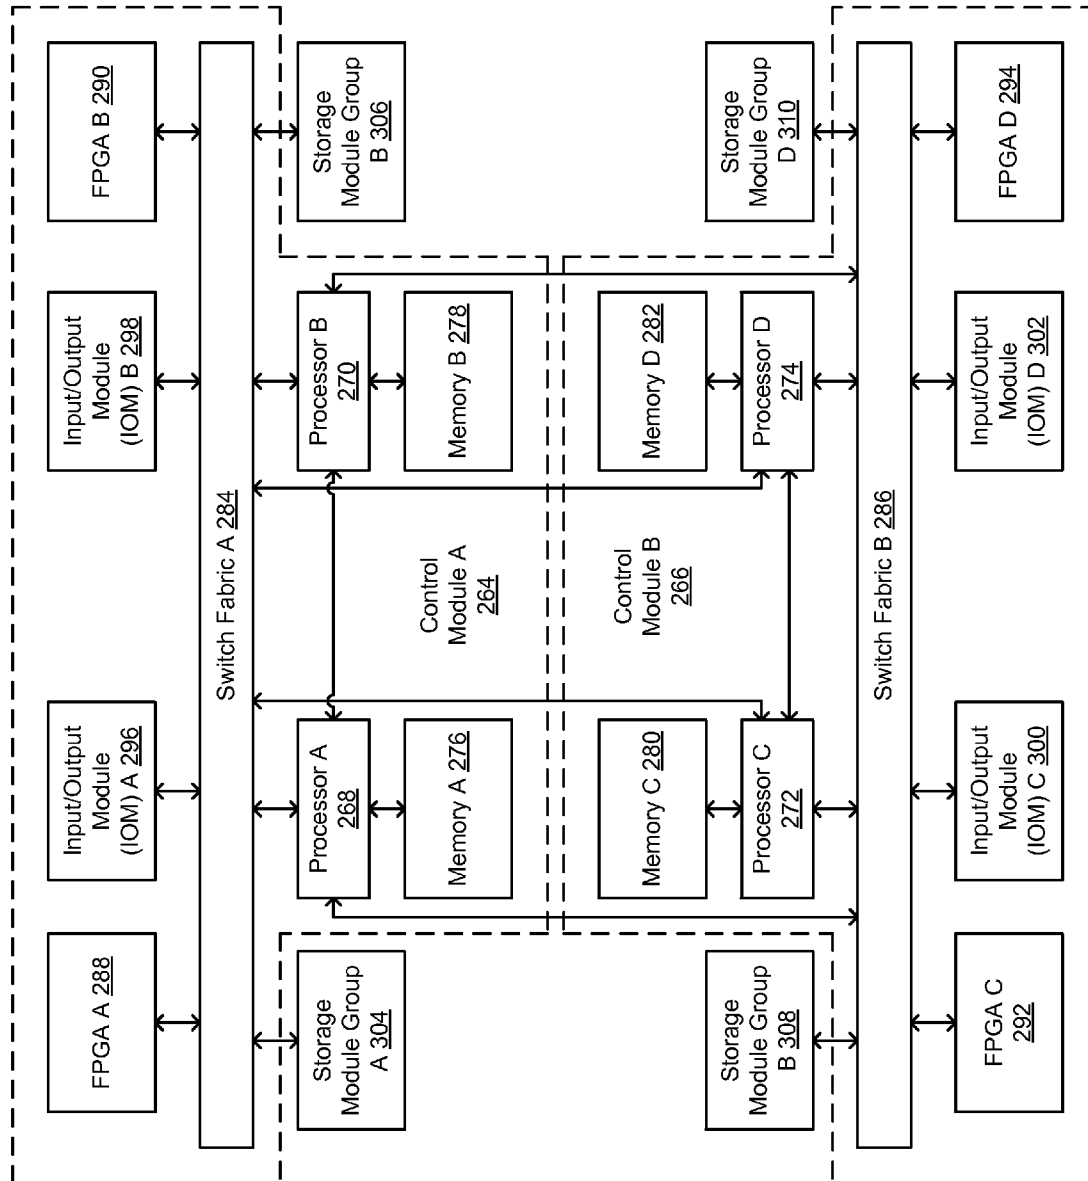 FPGA A 288
Input/Output
Module
(IOM) A 296
Input/Output
Module
(IOM) B 298
FPGA B 290
Switch Fabric A 284
Storage
Module Group
A 304
Processor A
268
Processor B
270
Storage
Module Group
B 306
Memory A 276
Memory B 278
Control
Module A
264
Control
Module B
266
Memory C 280
Memory D 282
Storage
Module Group
B 308
Processor C
272
Processor D
274
Storage
Module Group
D 310
Switch Fabric B 286
FPGA C
292
Input/Output
Module
(IOM) C 300
Input/Output
Module
(IOM) D 302
FPGA D 294